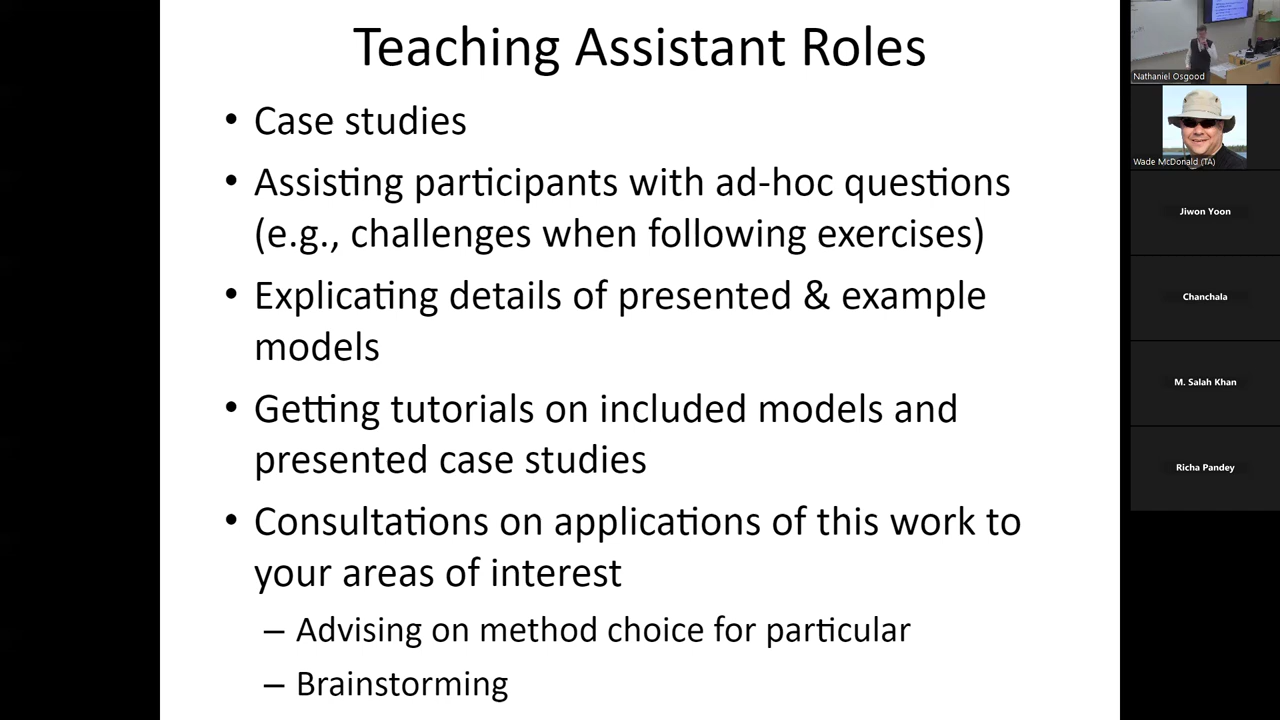 Teaching Assistant Roles
• Case studies
• Assisting participants with ad-hoc questions
(e.g., challenges when following exercises)
• Explicating details of presented & example
models
• Getting tutorials on included models and
presented case studies
• Consultations on applications of this work to
your areas of interest
– Advising on method choice for particular
– Brainstorming
Nathaniel Osgood
Wade McDonald (TA)
Jiwon Yoon
Chanchala
M. Salah Khan
Richa Pandey